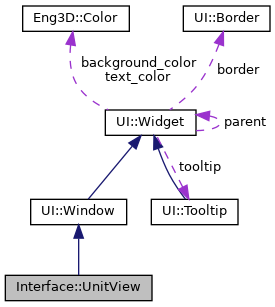 Eng3D::Color
UI::Border
background_color
text_color
border
UI::Widget
parent
tooltip
UI::Window
UI::Tooltip
Interface::UnitView